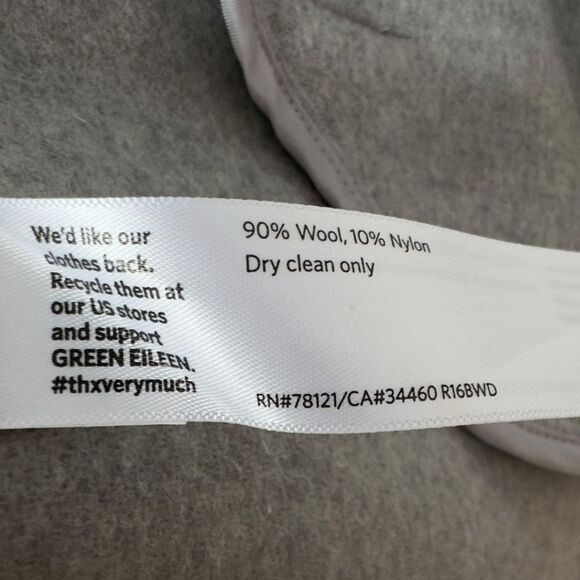 We'd like our
clothes back.
Recycle them at
our US stores
and support
GREEN EILEEN.
#thxverymuch
90% Wool, 10% Nylon
Dry clean only
RN#78121/CA#34460 R16BWD